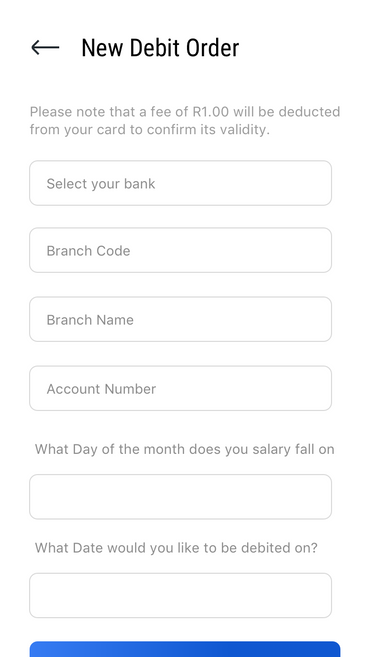 New Debit Order
Please note that a fee of R1.00 will be deducted
from your card to confirm its validity.
Select your bank
Branch Code
Branch Name
Account Number
What Day of the month does you salary fall on
What Date would you like to be debited on?